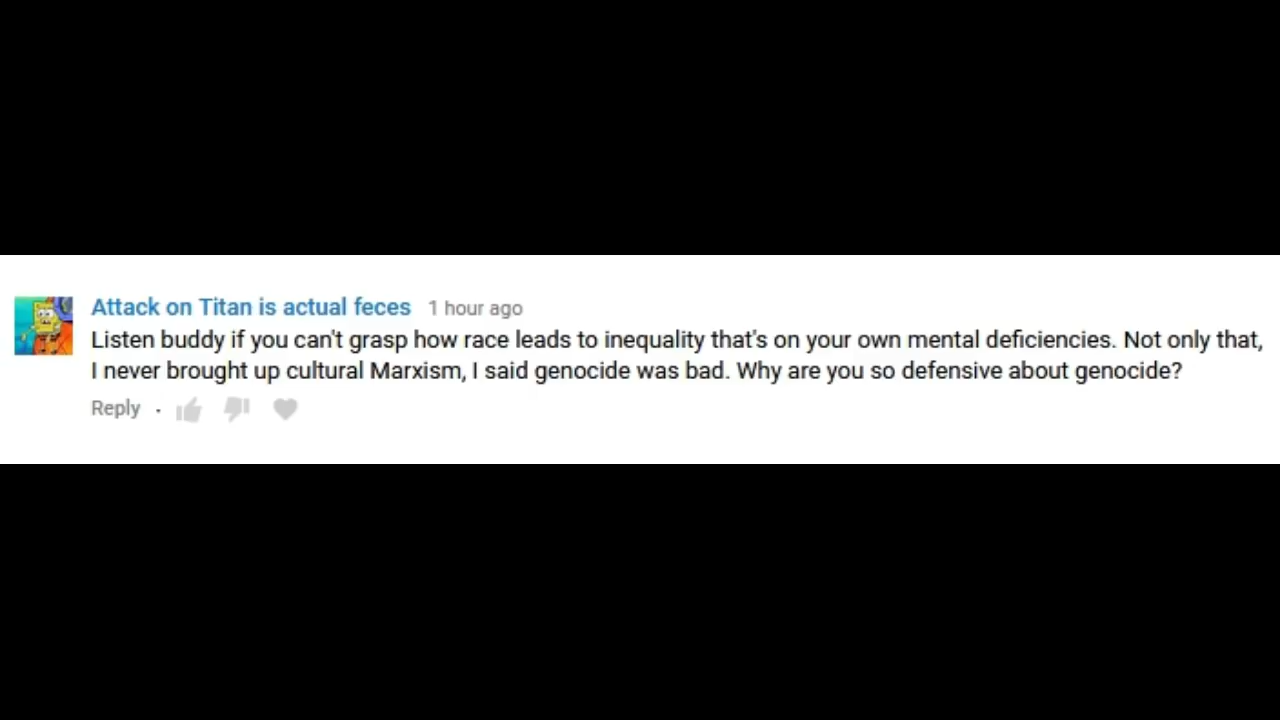 Attack on Titan is actual feces 1 hour ago
Listen buddy if you can't grasp how race leads to inequality that's on your own mental deficiencies. Not only that,
I never brought up cultural Marxism, I said genocide was bad. Why are you so defensive about genocide?
Reply ·